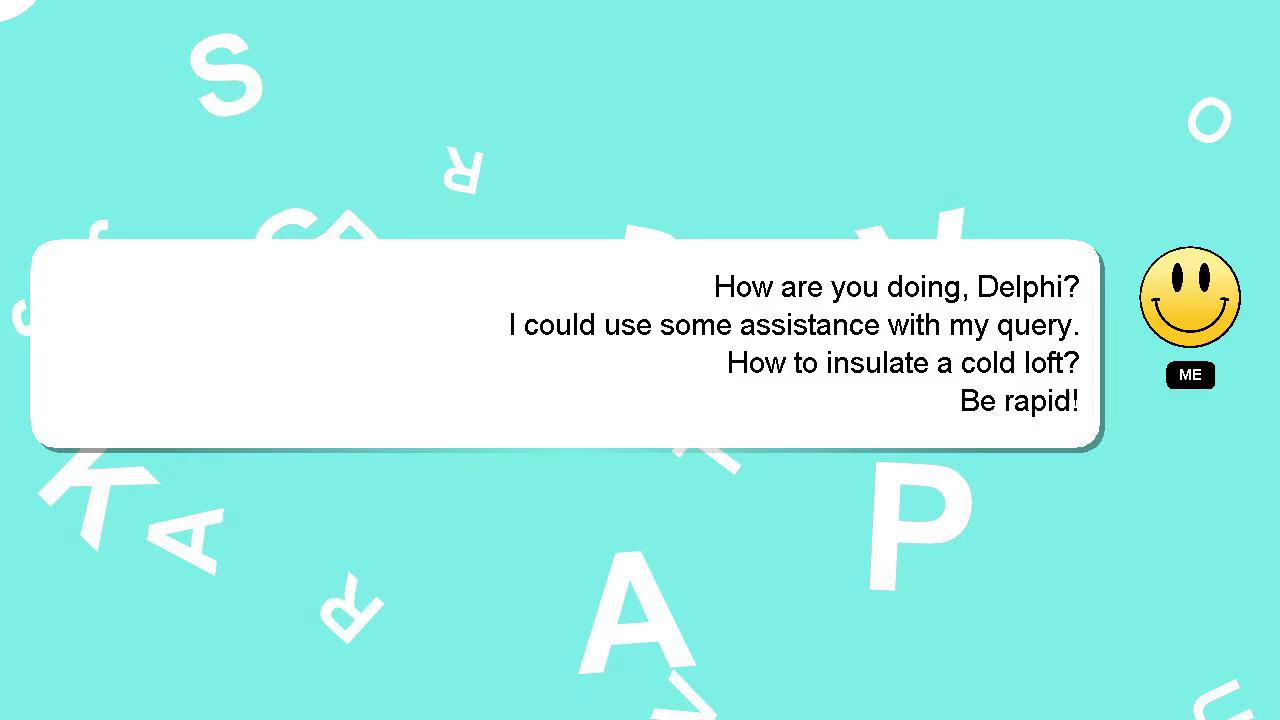 How are you doing, Delphi?
I could use some assistance with my query.
How to insulate a cold loft?
Be rapid!
ME
S
R
O
K
A
R
A
P